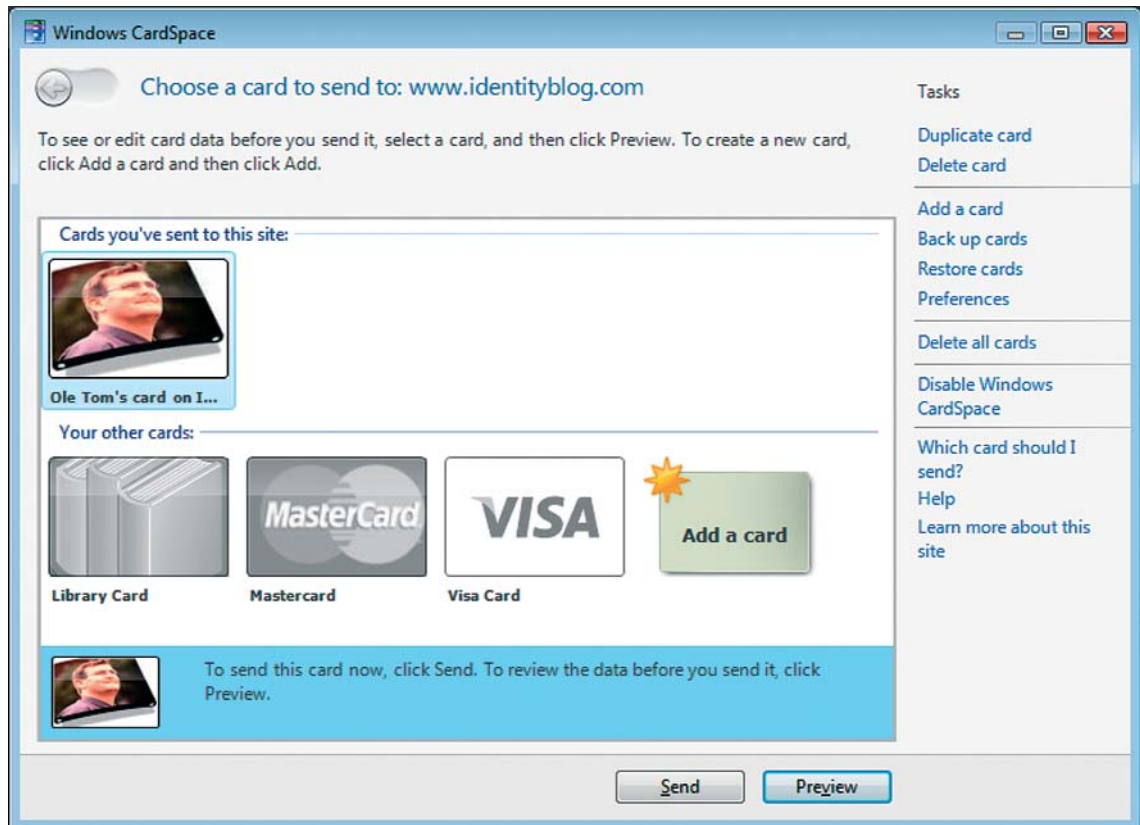 Windows CardSpace
Choose a card to send to: www.identityblog.com
To see or edit card data before you send it, select a card, and then click Preview. To create a new card,
click Add a card and then click Add.
Cards you've sent to this site:
Ole Tom's card on I...
Your other cards:
MasterCard
VISA
Add a card
Library Card
Mastercard
Visa Card
To send this card now, click Send. To review the data before you send it, click
Preview.
Send
Preview
Tasks
Duplicate card
Delete card
Add a card
Back up cards
Restore cards
Preferences
Delete all cards
Disable Windows
CardSpace
Which card should I
send?
Help
Learn more about this
site